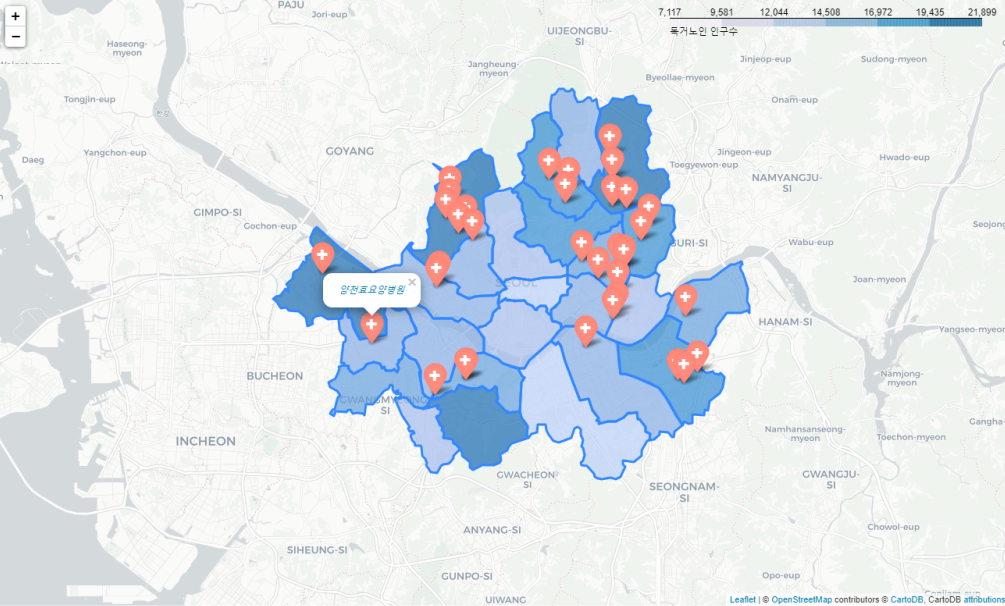 +
−
PAJU
Jori-eup
7,117 9,581 12,044 14,508 16,972 19,435 21,899
독거노인 인구수
UIJEONGBU-
SI
Haseong-
myeon
Jangheung-
myeon
Jinjeop-eup
Sudong-myeon
Byeollae-myeon
Tongjin-eup
Onam-eup
Daeg
Yangchon-eup
GOYANG
Jingeon-eup
Hwado-eup
Toegyewon-eup
NAMYANGJU-
SI
GIMPO-SI
Gochon-eup
GURI-SI
Wabu-eup
Joan-myeon
SEOUL
양천효요양병원
×
HANAM-SI
Yangseo-myeon
BUCHEON
GWANGMYEONG-
SI
Namjong-
myeon
INCHEON
Namhansanseong-
myeon
Toechon-myeon
GWACHEON-
SI
SEONGNAM-
SI
GWANGJU-
SI
ANYANG-SI
Chowol-eup
SIHEUNG-SI
GUNPO-SI
Opo-eup
UIWANG
Leaflet | © OpenStreetMap contributors © CartoDB, CartoDB attributions